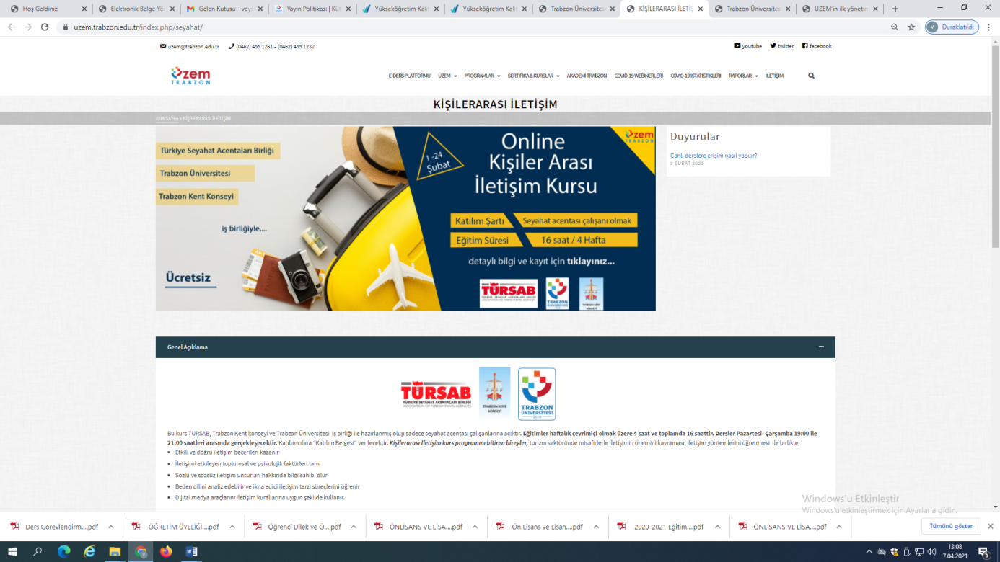 Hoş Geldiniz
Elektronik Belge Yö
Gelen Kutusu - veys
Yayın Politikası | Küt
Yükseköğretim Kalit
Yükseköğretim Kalit
Trabzon Üniversites
KİŞİLERARASI İLETİŞ
Trabzon Üniversites
UZEM'in ilk yönetim
uzem.trabzon.edu.tr/index.php/seyahat/
V Duraklatıldı
uzem@trabzon.edu.tr (0462) 455 1261 – (0462) 455 1232
youtube twitter facebook
zem
TRABZON
E-DERS PLATFORMU UZEM PROGRAMLAR SERTİFİKA & KURSLAR AKADEMİ TRABZON COVİD-19 WEBİNERLERİ COVİD-19 İSTATİSTİKLERİ RAPORLAR İLETİŞİM
KİŞİLERARASI İLETİŞİM
ANA SAYFA » KİŞİLERARASI İLETİŞİM
Türkiye Seyahat Acentaları Birliği
Trabzon Üniversitesi
Trabzon Kent Konseyi
iş birliğiyle....
Ücretsiz
1 -24
Şubat
Online
Kişiler Arası
İletişim Kursu
zem
TRABZON
Katılım Şartı Seyahat acentası çalışanı olmak
Eğitim Süresi 16 saat / 4 Hafta
detaylı bilgi ve kayıt için tıklayınız...
TÜRSAB
TRABZON
TRABZON KENT
KONSEYİ
Duyurular
Canlı derslere erişim nasıl yapılır?
3 ŞUBAT 2021
Genel Açıklama
TÜRSAB
TÜRKİYE SEYAHAT ACENTALARI BİRLİĞİ
ASSOCIATION OF TURKISH TRAVEL AGENCIES
TRABZON KENT
KONSEYİ
TRABZON
ÜNİVERSİTESİ
2018
Bu kurs TURSAB, Trabzon Kent konseyi ve Trabzon Üniversitesi iş birliği ile hazırlanmış olup sadece seyahat acentası çalışanlarına açıktır. Eğitimler haftalık çevrimiçi olmak üzere 4 saat ve toplamda 16 saattir. Dersler Pazartesi- Çarşamba 19:00 ile
21:00 saatleri arasında gerçekleşecektir. Katılımcılara "Katılım Belgesi" verilecektir. Kişilerarası İletişim kurs programını bitiren bireyler, turizm sektöründe misafirlerle iletişimin önemini kavraması, iletişim yöntemlerini öğrenmesi ile birlikte;
• Etkili ve doğru iletişim becerileri kazanır
• İletişimi etkileyen toplumsal ve psikolojik faktörleri tanır
• Sözlü ve sözsüz iletişim unsurları hakkında bilgi sahibi olur
• Beden dilini analiz edebilir ve ikna edici iletişim tarzı süreçlerini öğrenir
• Dijital medya araçlarını iletişim kurallarına uygun şekilde kullanır.
Windows'u Etkinleştir
Windows'u etkinleştirmek için Ayarlar'a gidin.
Ders Görevlendirm....pdf
ÖĞRETİM ÜYELİĞİ....pdf
Öğrenci Dilek ve Ö....pdf
ÖNLİSANS VE LİSA....pdf
Ön Lisans ve Lisan....pdf
2020-2021 Eğitim....pdf
ÖNLİSANS VE LİSA....pdf
Tümünü göster
13:08
7.04.2021
5